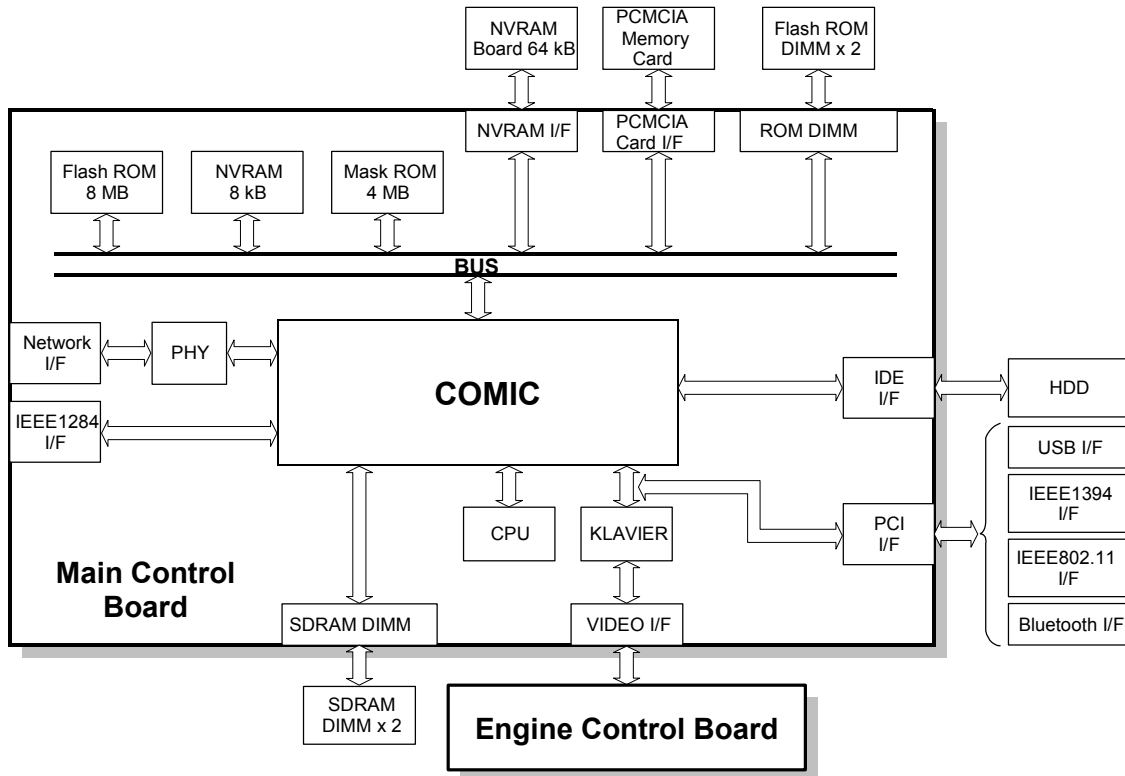 NVRAM
Board 64 kB
PCMCIA
Memory
Card
Flash ROM
DIMM x 2
NVRAM I/F
PCMCIA
Card I/F
ROM DIMM
Flash ROM
8 MB
NVRAM
8 kB
Mask ROM
4 MB
BUS
Network
I/F
PHY
COMIC
IDE
I/F
HDD
IEEE1284
I/F
USB I/F
IEEE1394
I/F
CPU
KLAVIER
PCI
I/F
IEEE802.11
I/F
Main Control
Board
SDRAM DIMM
VIDEO I/F
Bluetooth I/F
SDRAM
DIMM x 2
Engine Control Board